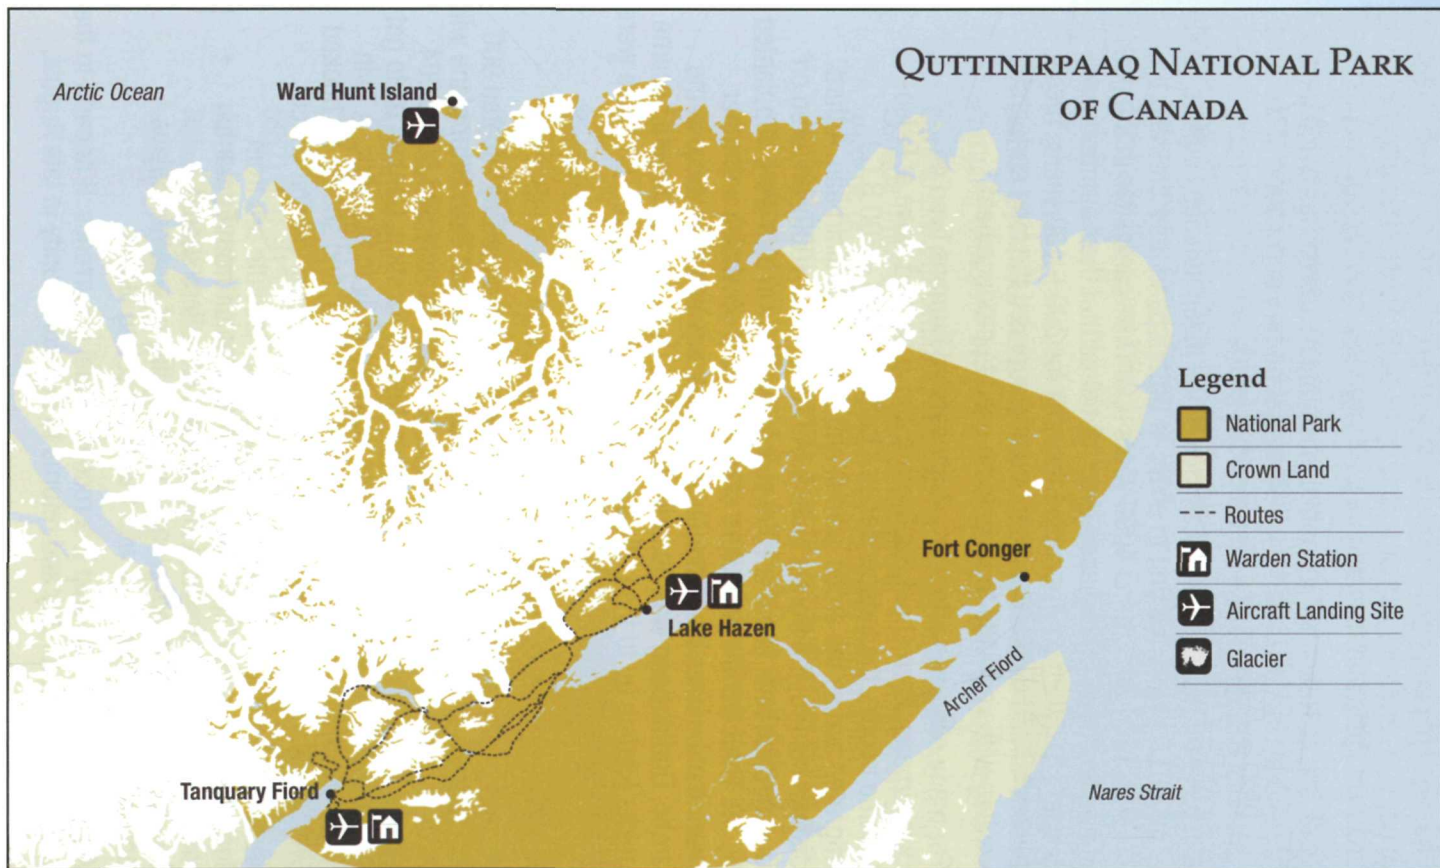 Quttinirpaaq National Park
of Canada
Arctic Ocean
Ward Hunt Island
Legend
National Park
Crown Land
Routes
Warden Station
Aircraft Landing Site
Glacier
Fort Conger
Lake Hazen
Archer Fiord
Tanquary Fiord
Nares Strait